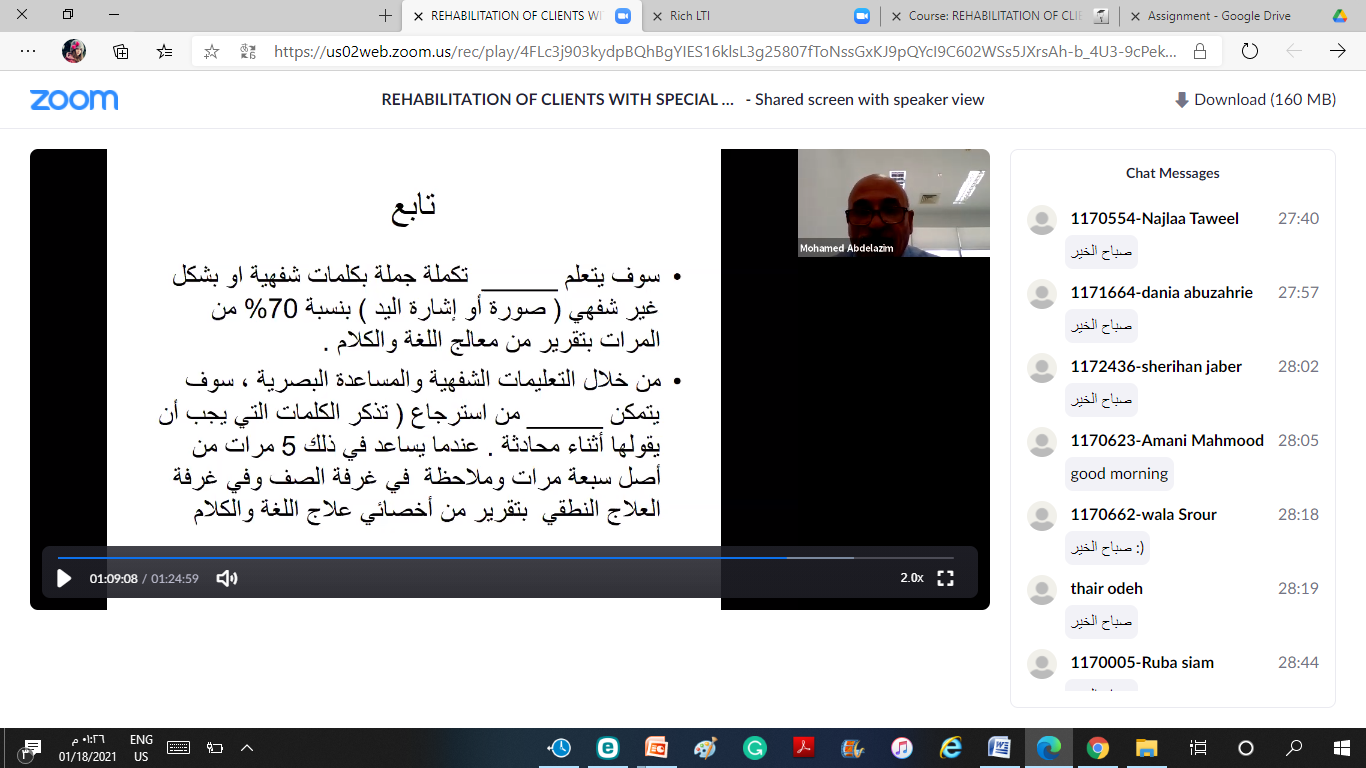 REHABILITATION OF CLIENTS WI
Rich LTI
Course: REHABILITATION OF CLIE
Assignment - Google Drive
https://us02web.zoom.us/rec/play/4FLc3j903kydpBQhBgYIES16klsL3g25807fToNssGxKJ9pQYcI9C602WSs5JXrsAh-b_4U3-9cPek...
zoom
REHABILITATION OF CLIENTS WITH SPECIAL ... - Shared screen with speaker view
Download (160 MB)
تابع
• سوف يتعلم ______ تكملة جملة بكلمات شفهية او بشكل
غير شفهي ( صورة أو إشارة اليد ) بنسبة 70% من
المرات بتقرير من معالج اللغة والكلام .
• من خلال التعليمات الشفهية والمساعدة البصرية ، سوف
يتمكن ______ من استرجاع ( تذكر الكلمات التي يجب أن
يقولها أثناء محادثة . عندما يساعد في ذلك 5 مرات من
أصل سبعة مرات وملاحظة في غرفة الصف وفي غرفة
العلاج النطقي بتقرير من أخصائي علاج اللغة والكلام
Mohamed Abdelazim
01:09:08 / 01:24:59
2.0x
Chat Messages
1170554-Najlaa Taweel 27:40
صباح الخير
1171664-dania abuzahrie 27:57
صباح الخير
1172436-sherihan jaber 28:02
صباح الخير
1170623-Amani Mahmood 28:05
good morning
1170662-wala Srour 28:18
صباح الخير :)
thair odeh 28:19
صباح الخير
1170005-Ruba siam 28:44
٠١:٢٦ م
01/18/2021
ENG
US